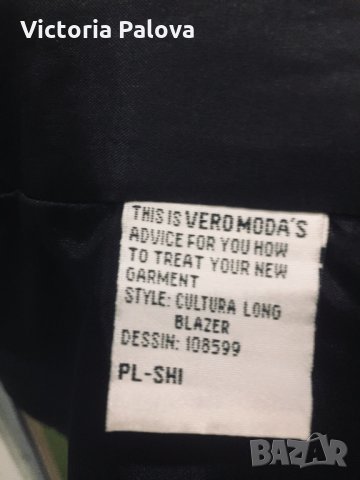 Victoria Palova
THIS IS VERO MODA'S
ADVICE FOR YOU HOW
TO TREAT YOUR NEW
GARMENT
STYLE: CULTURA LONG
BLAZER
DESSIN: 108599
PL-SHI
BAZAR